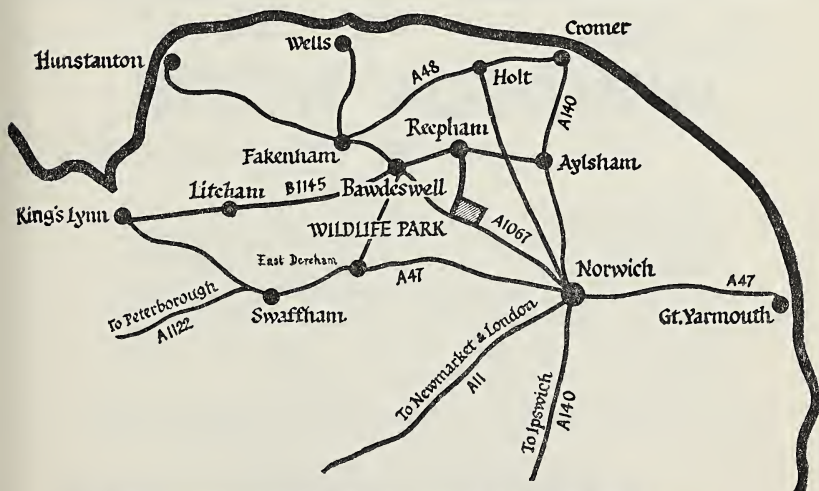 Cromer
Wells
Hunstanton
A48
Holt
A140
Reepham
Fakenham
Aylsham
Litcham
B1145
Bawdeswell
King's Lynn
WILDLIFE PARK
A1067
East Dereham
A47
Norwich
A47
To Peterborough
A1122
Swaffham
Gt. Yarmouth
To Newmarket & London
A11
To Ipswich
A140